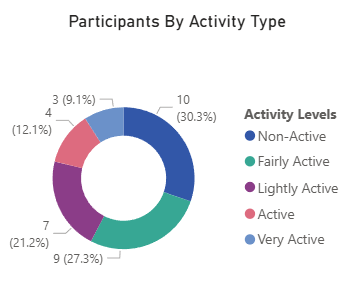 Participants By Activity Type
3 (9.1%)
4
(12.1%)
10
(30.3%)
7
(21.2%)
9 (27.3%)
Activity Levels
Non-Active
Fairly Active
Lightly Active
Active
Very Active